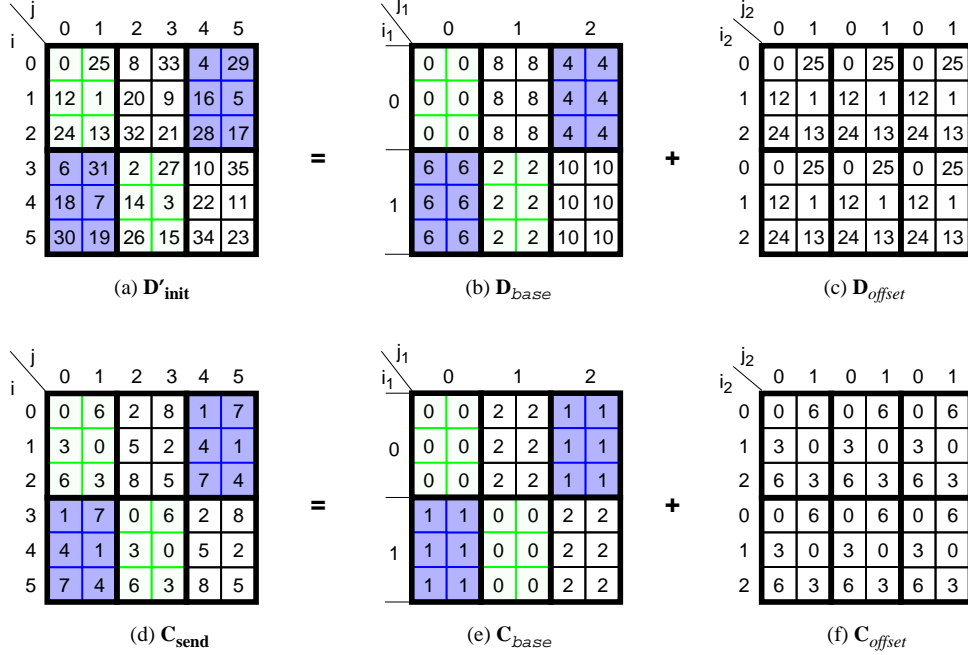 j j1 j2
i 0 1 2 3 4 5 i1 0 1 2 i2 0 1 0 1 0 1
0 0 25 8 33 4 29 0 0 8 8 4 4 0 0 25 0 25 0 25
1 12 1 20 9 16 5 0 0 0 8 8 4 4 1 12 1 12 1 12 1
2 24 13 32 21 28 17 0 0 8 8 4 4 2 24 13 24 13 24 13
3 6 31 2 27 10 35 = 6 6 2 2 10 10 + 0 0 25 0 25 0 25
4 18 7 14 3 22 11 1 6 6 2 2 10 10 1 12 1 12 1 12 1
5 30 19 26 15 34 23 6 6 2 2 10 10 2 24 13 24 13 24 13
(a) D′init (b) Dbase (c) Doffset
j j1 j2
i 0 1 2 3 4 5 i1 0 1 2 i2 0 1 0 1 0 1
0 0 6 2 8 1 7 0 0 2 2 1 1 0 0 6 0 6 0 6
1 3 0 5 2 4 1 0 0 0 2 2 1 1 1 3 0 3 0 3 0
2 6 3 8 5 7 4 0 0 2 2 1 1 2 6 3 6 3 6 3
3 1 7 0 6 2 8 = 1 1 0 0 2 2 + 0 0 6 0 6 0 6
4 4 1 3 0 5 2 1 1 1 0 0 2 2 1 3 0 3 0 3 0
5 7 4 6 3 8 5 1 1 0 0 2 2 2 6 3 6 3 6 3
(d) Csend (e) Cbase (f) Coffset